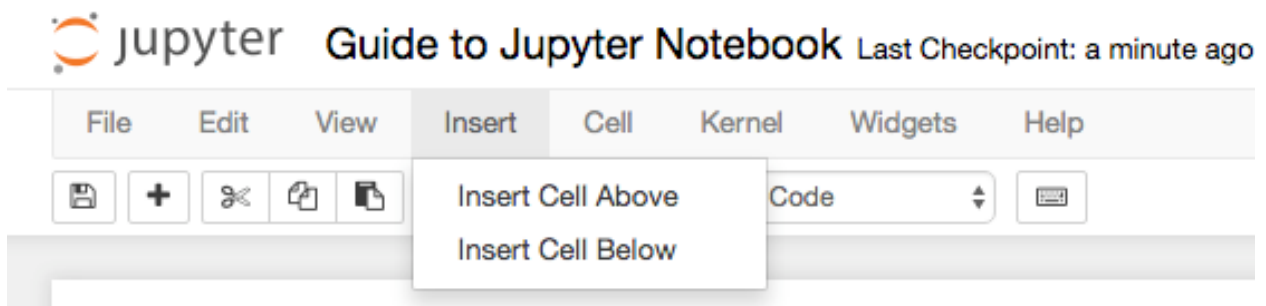 jupyter Guide to Jupyter Notebook Last Checkpoint: a minute ago
File Edit View Insert Cell Kernel Widgets Help
Insert Cell Above Code
Insert Cell Below